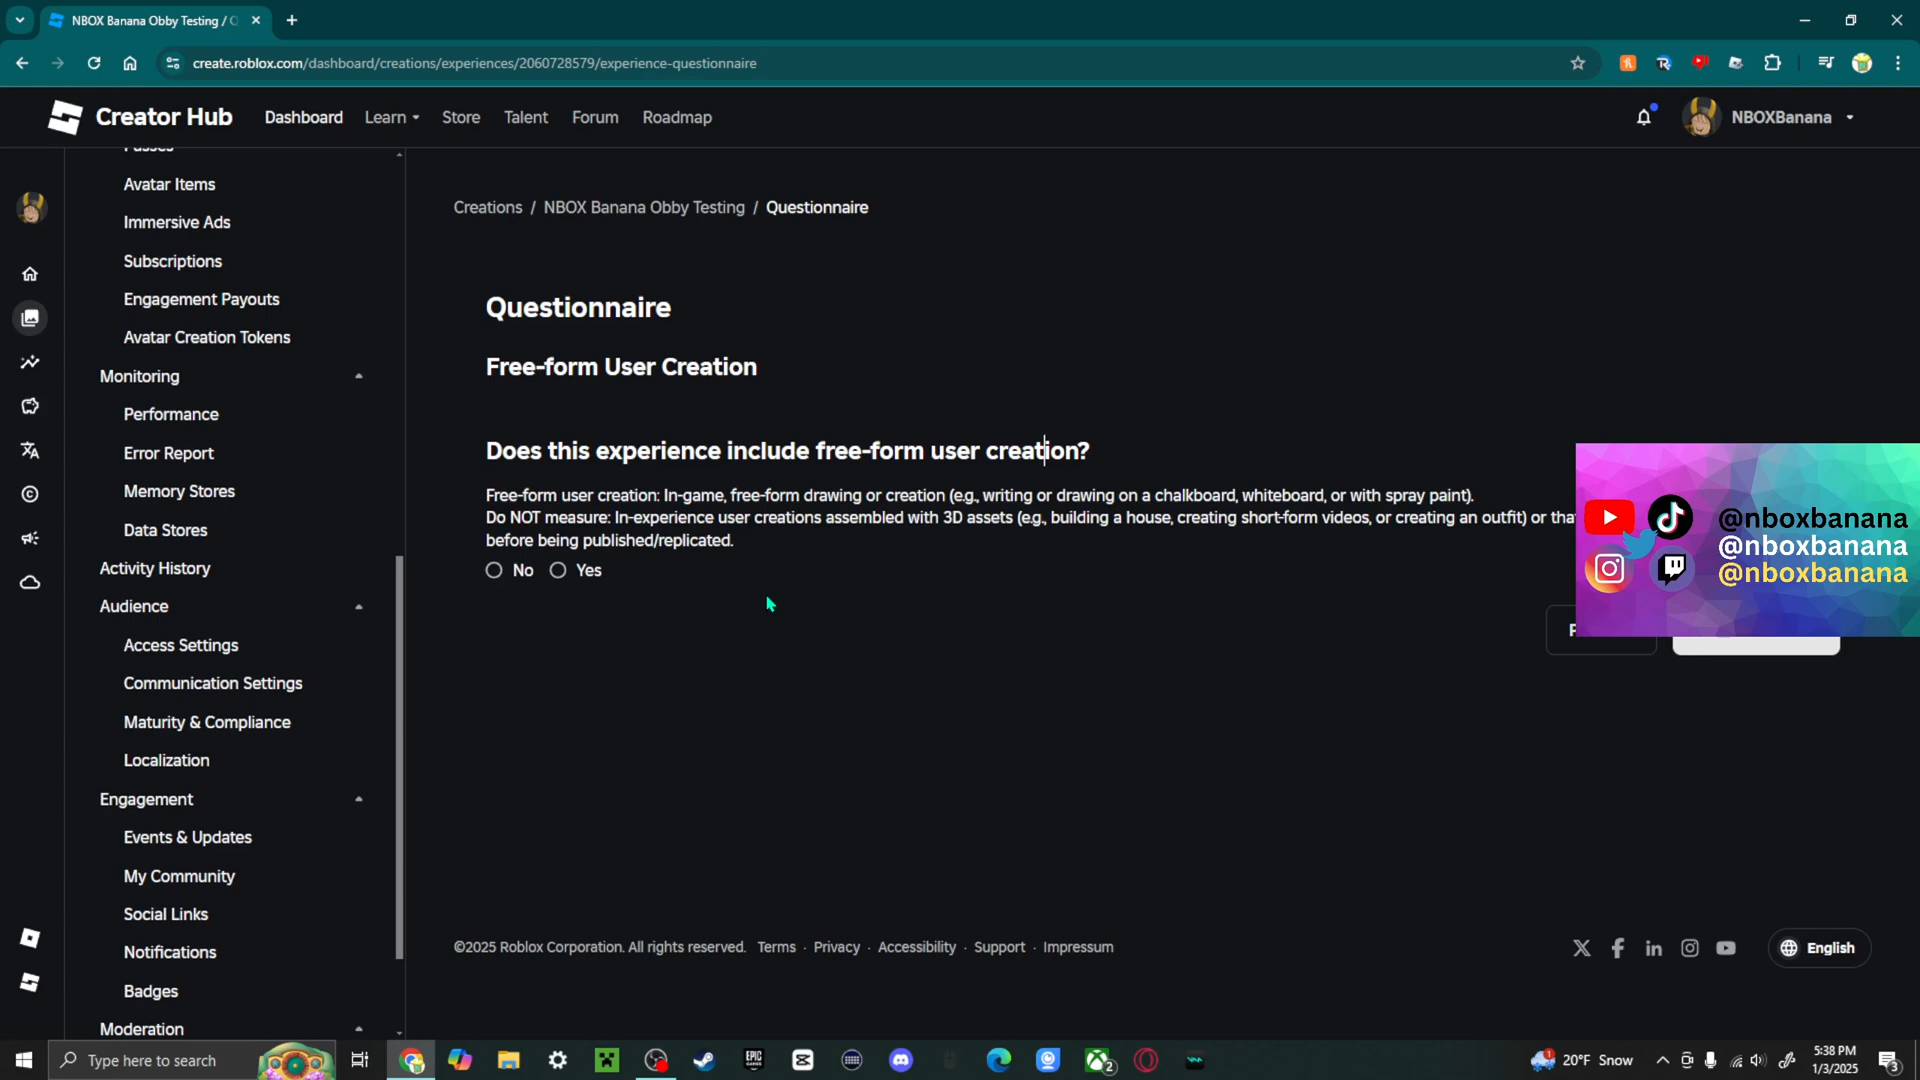 NBOX Banana Obby Testing /
create.roblox.com/dashboard/creations/experiences/2060728579/experience-questionnaire
Creator Hub
Dashboard
Learn
Store
Talent
Forum
Roadmap
NBOXBanana
Passes
Avatar Items
Immersive Ads
Subscriptions
Engagement Payouts
Avatar Creation Tokens
Monitoring
Performance
Error Report
Memory Stores
Data Stores
Activity History
Audience
Access Settings
Communication Settings
Maturity & Compliance
Localization
Engagement
Events & Updates
My Community
Social Links
Notifications
Badges
Moderation
Creations / NBOX Banana Obby Testing / Questionnaire
Questionnaire
Free-form User Creation
Does this experience include free-form user creation?
Free-form user creation: In-game, free-form drawing or creation (e.g., writing or drawing on a chalkboard, whiteboard, or with spray paint).
Do NOT measure: In-experience user creations assembled with 3D assets (e.g., building a house, creating short-form videos, or creating an outfit) or
before being published/replicated.
No
Yes
@nboxbanana
@nboxbanana
@nboxbanana
©2025 Roblox Corporation. All rights reserved. Terms · Privacy · Accessibility · Support · Impressum
English
Type here to search
EPIC GAMES
2
1
20°F Snow
5:38 PM
1/3/2025
3